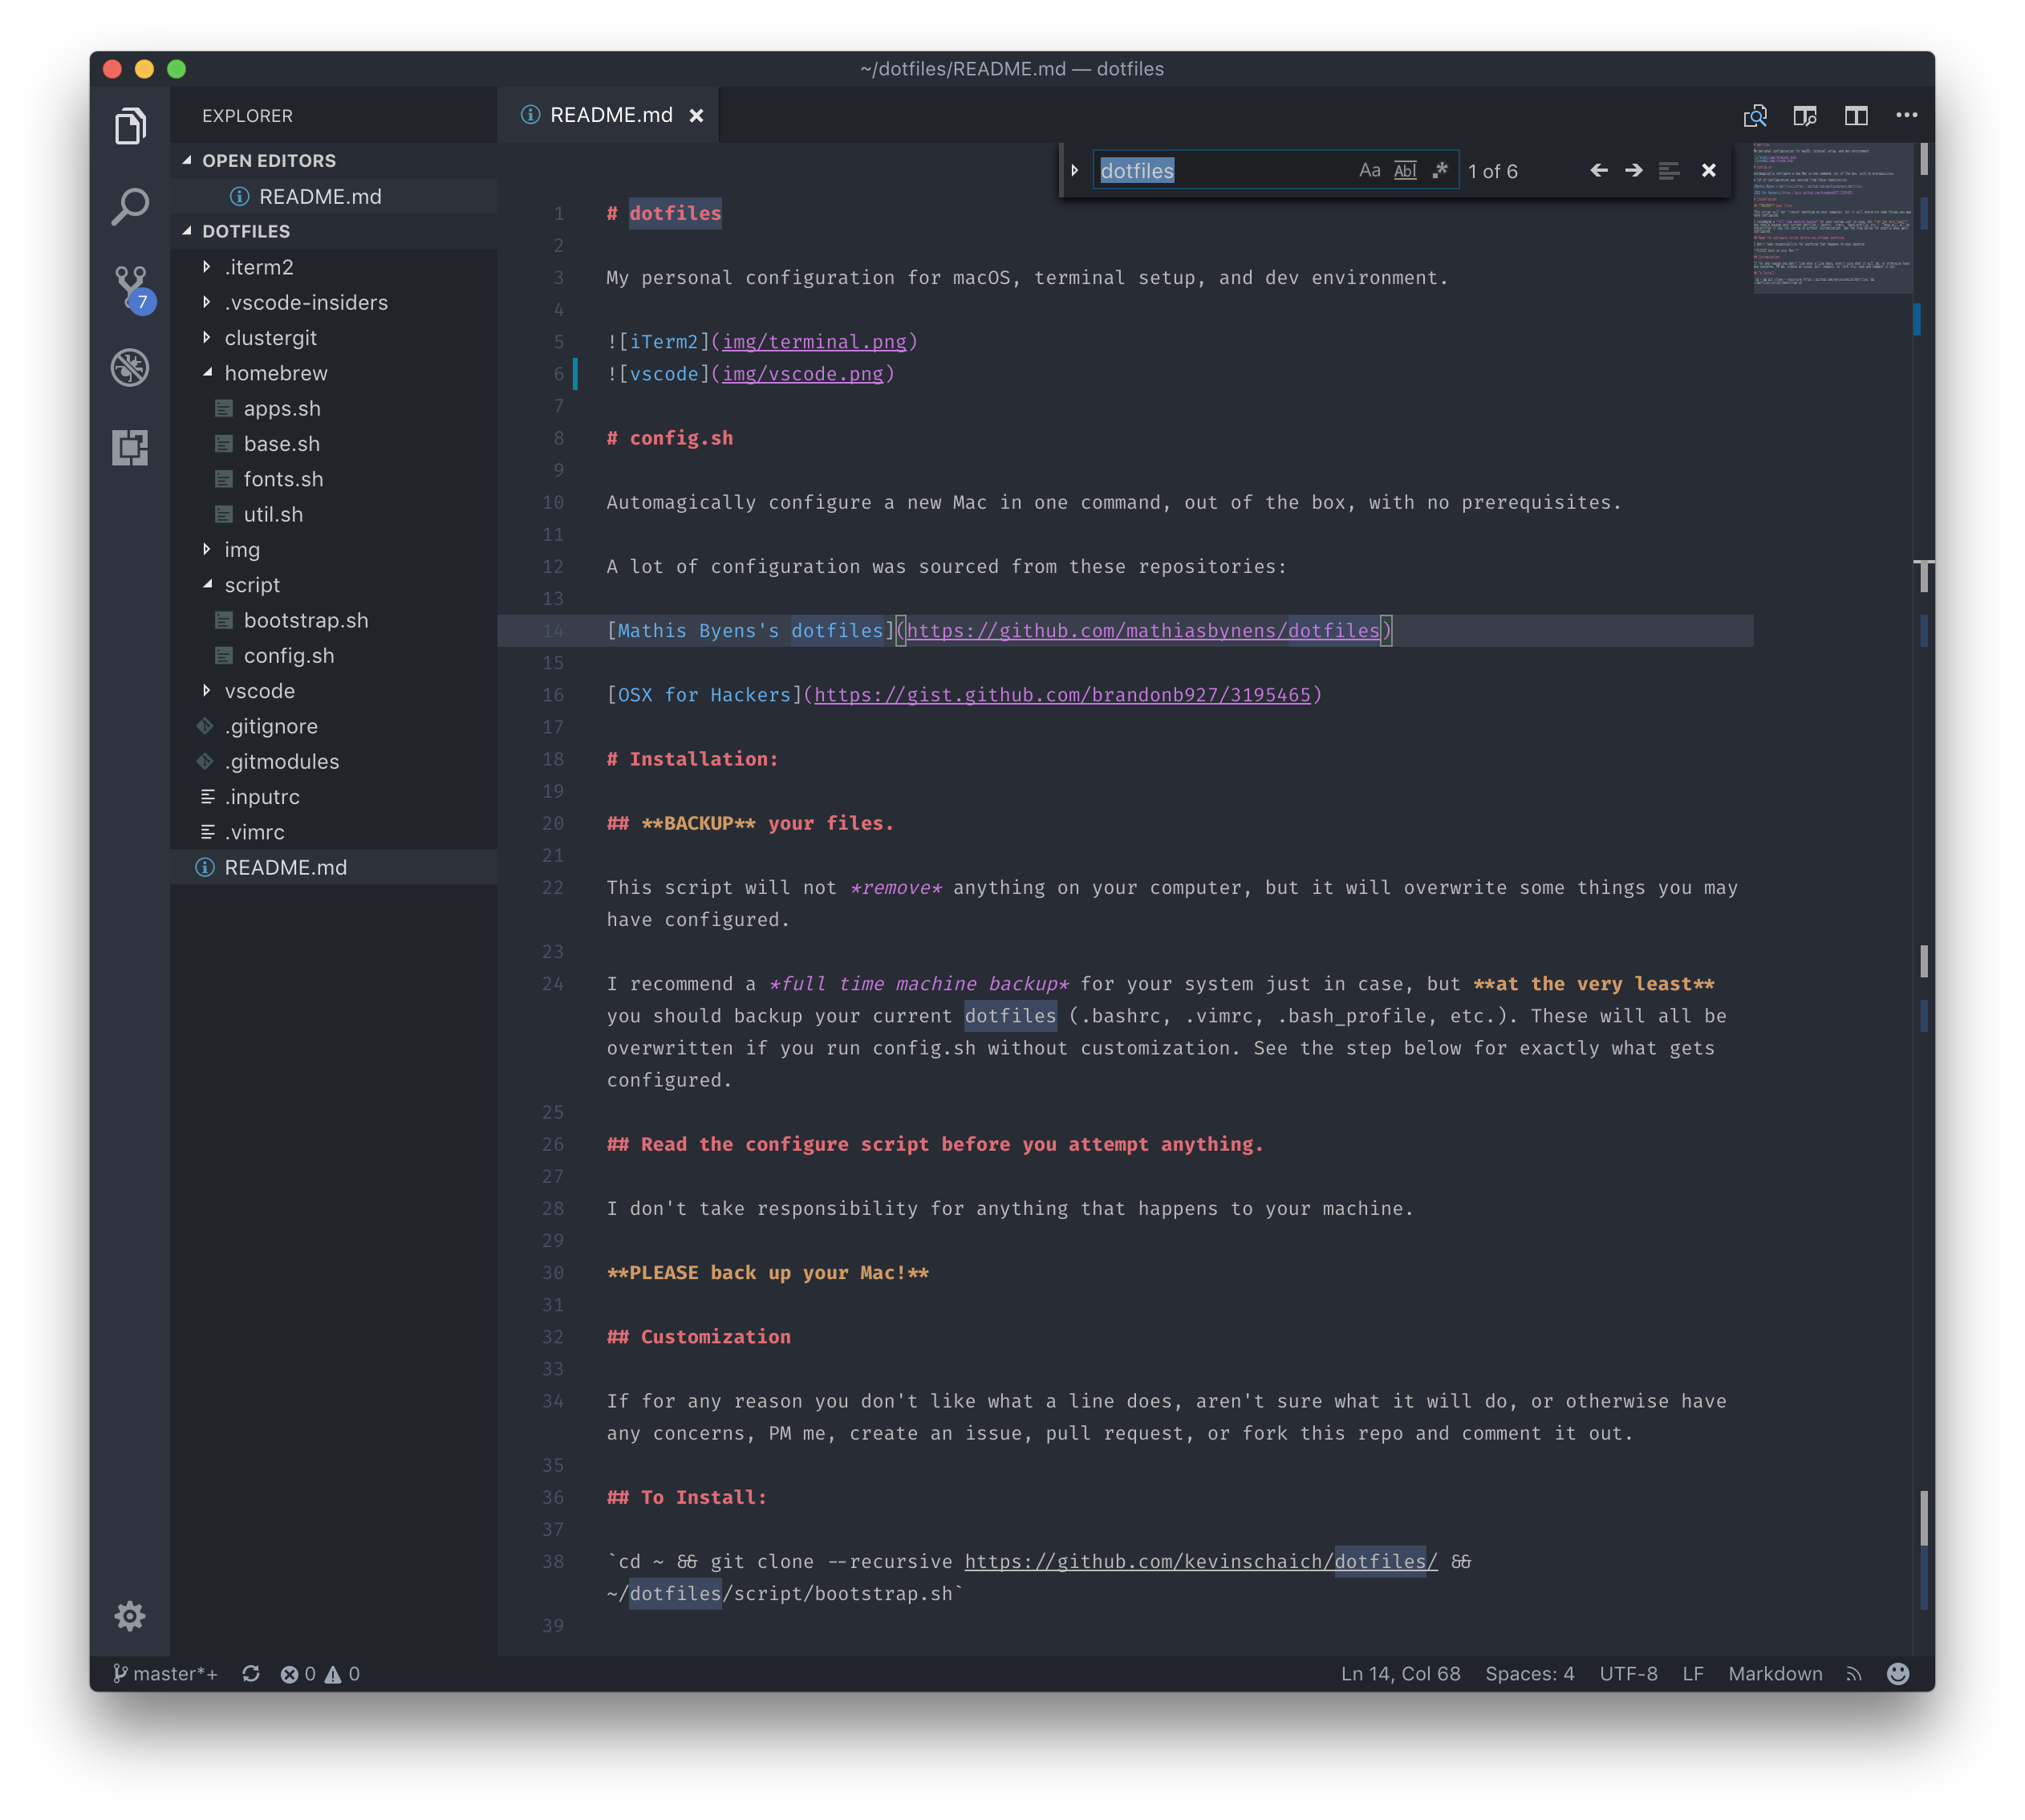 ~/dotfiles/README.md — dotfiles
EXPLORER
OPEN EDITORS
README.md
DOTFILES
.iterm2
.vscode-insiders
clustergit
homebrew
apps.sh
base.sh
fonts.sh
util.sh
img
script
bootstrap.sh
config.sh
vscode
.gitignore
.gitmodules
.inputrc
.vimrc
README.md
7
README.md
dotfiles Aa Abl .* 1 of 6
1 # dotfiles
2
3 My personal configuration for macOS, terminal setup, and dev environment.
4
5 ![iTerm2](img/terminal.png)
6 ![vscode](img/vscode.png)
7
8 # config.sh
9
10 Automagically configure a new Mac in one command, out of the box, with no prerequisites.
11
12 A lot of configuration was sourced from these repositories:
13
14 [Mathis Byens's dotfiles](https://github.com/mathiasbynens/dotfiles)
15
16 [OSX for Hackers](https://gist.github.com/brandonb927/3195465)
17
18 # Installation:
19
20 ## **BACKUP** your files.
21
22 This script will not *remove* anything on your computer, but it will overwrite some things you may
have configured.
23
24 I recommend a *full time machine backup* for your system just in case, but **at the very least**
you should backup your current dotfiles (.bashrc, .vimrc, .bash_profile, etc.). These will all be
overwritten if you run config.sh without customization. See the step below for exactly what gets
configured.
25
26 ## Read the configure script before you attempt anything.
27
28 I don't take responsibility for anything that happens to your machine.
29
30 **PLEASE back up your Mac!**
31
32 ## Customization
33
34 If for any reason you don't like what a line does, aren't sure what it will do, or otherwise have
any concerns, PM me, create an issue, pull request, or fork this repo and comment it out.
35
36 ## To Install:
37
38 `cd ~ && git clone --recursive https://github.com/kevinschaich/dotfiles/ &&
~/dotfiles/script/bootstrap.sh`
39
master*+ 0 0 Ln 14, Col 68 Spaces: 4 UTF-8 LF Markdown